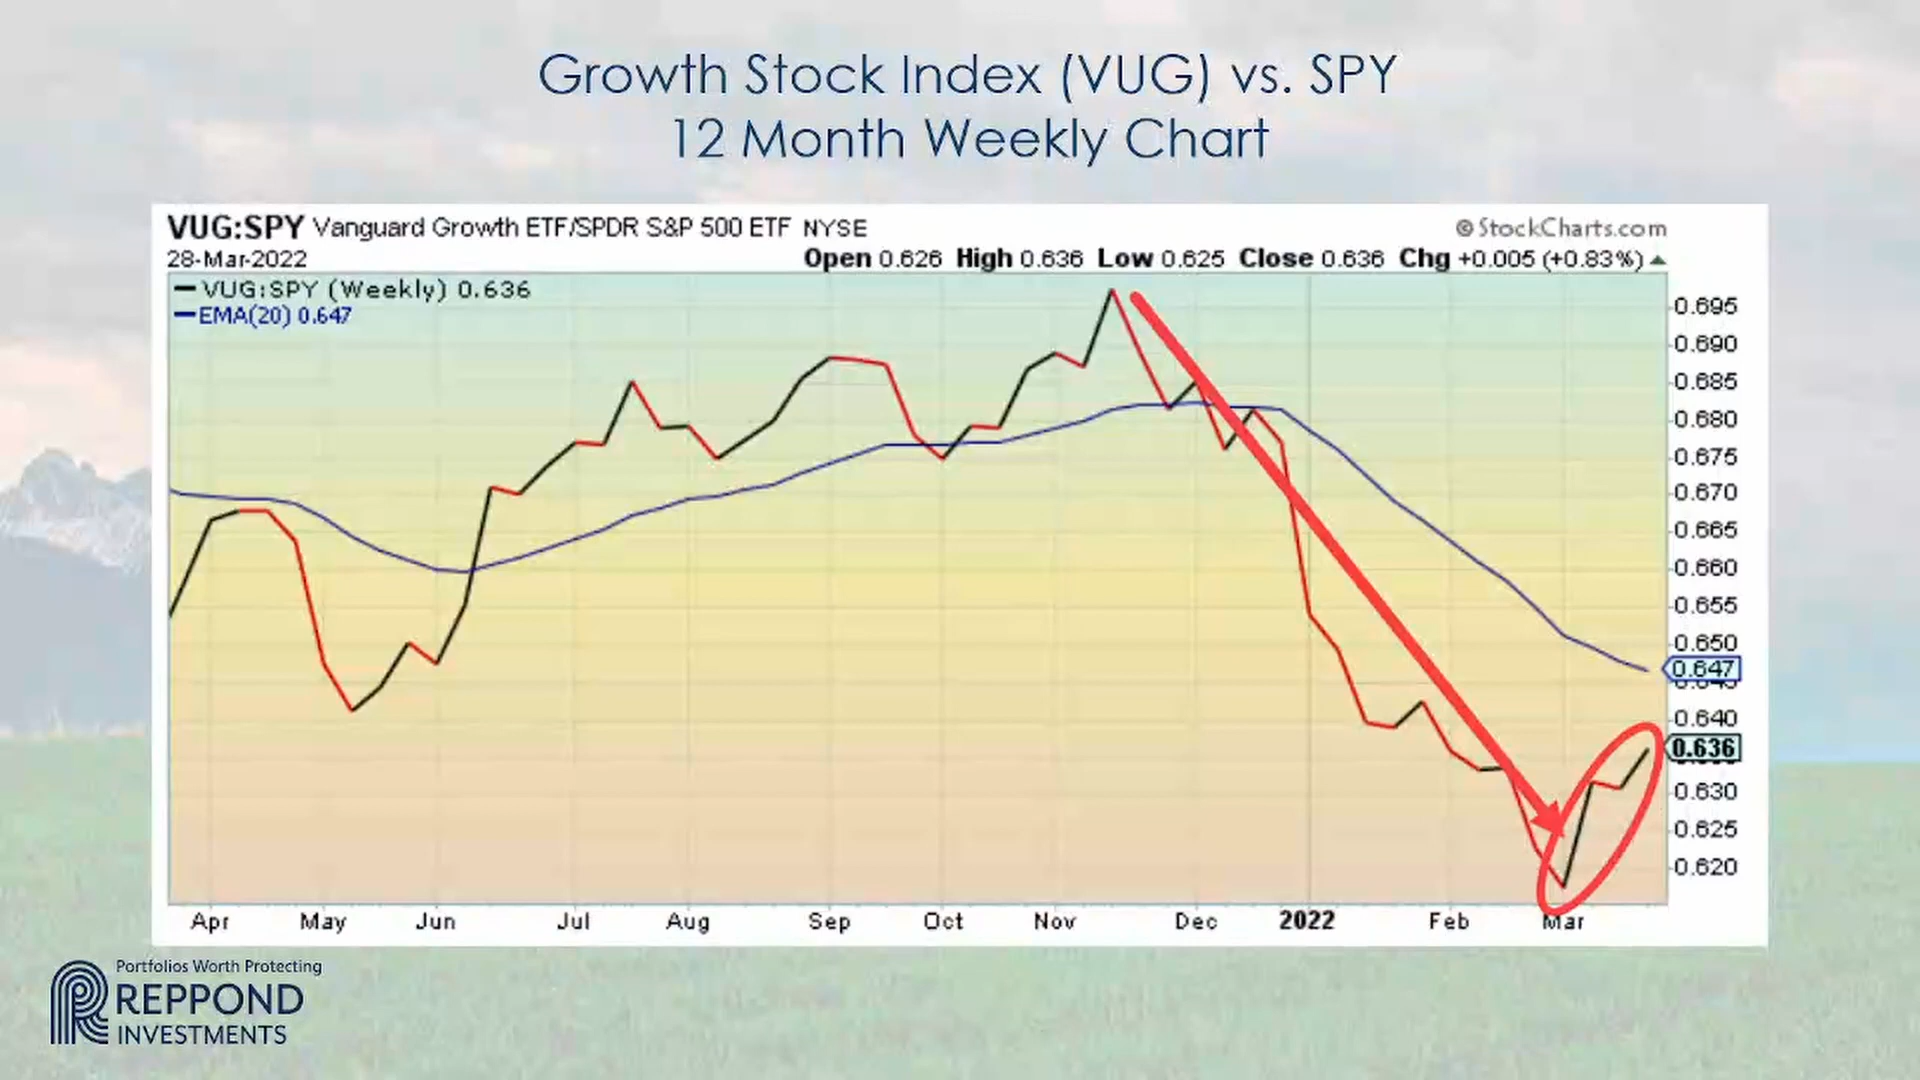 Growth Stock Index (VUG) vs. SPY
12 Month Weekly Chart
VUG:SPY Vanguard Growth ETF/SPDR S&P 500 ETF NYSE
© StockCharts.com
28-Mar-2022
Open 0.626 High 0.636 Low 0.625 Close 0.636 Chg +0.005 (+0.83%)
VUG:SPY (Weekly) 0.636
EMA(20) 0.647
0.695
0.690
0.685
0.680
0.675
0.670
0.665
0.660
0.655
0.650
0.647
0.640
0.636
0.630
0.625
0.620
Apr May Jun Jul Aug Sep Oct Nov Dec 2022 Feb Mar
Portfolios Worth Protecting
REPPOND
INVESTMENTS